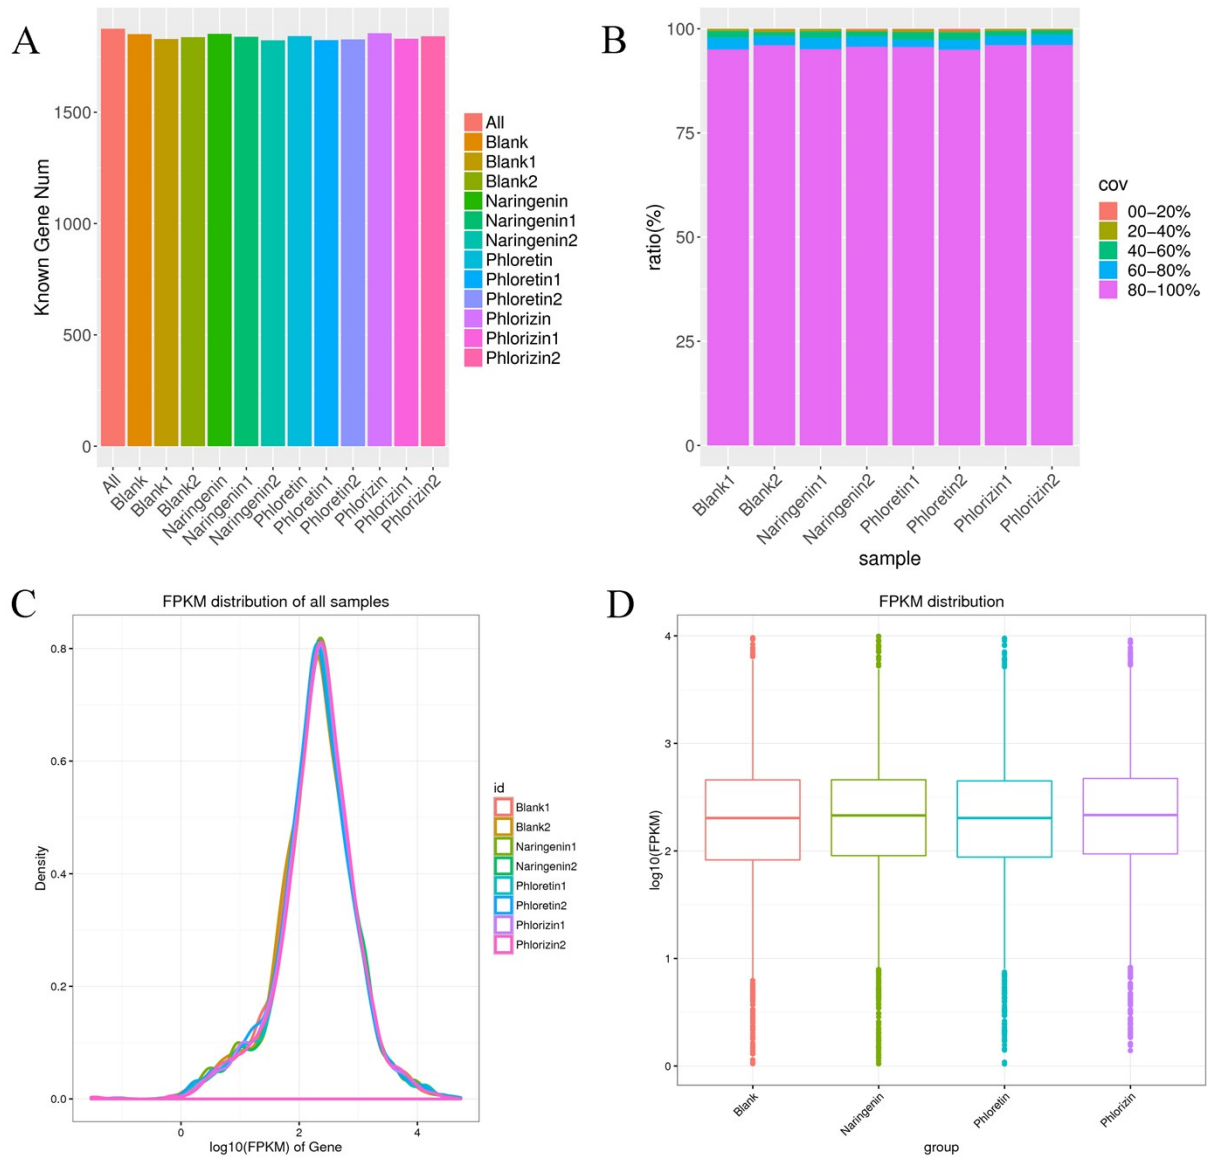 A
Known Gene Num
1500
1000
500
0
All
Blank
Blank1
Blank2
Naringenin
Naringenin1
Naringenin2
Phloretin
Phloretin1
Phloretin2
Phlorizin
Phlorizin1
Phlorizin2
All
Blank
Blank1
Blank2
Naringenin
Naringenin1
Naringenin2
Phloretin
Phloretin1
Phloretin2
Phlorizin
Phlorizin1
Phlorizin2
B
ratio(%)
100
75
50
25
0
Blank1
Blank2
Naringenin1
Naringenin2
Phloretin1
Phloretin2
Phlorizin1
Phlorizin2
sample
cov
00−20%
20−40%
40−60%
60−80%
80−100%
C
FPKM distribution of all samples
Density
0.8
0.6
0.4
0.2
0.0
0
2
4
log10(FPKM) of Gene
id
Blank1
Blank2
Naringenin1
Naringenin2
Phloretin1
Phloretin2
Phlorizin1
Phlorizin2
D
FPKM distribution
log10(FPKM)
4
3
2
1
0
Blank
Naringenin
Phloretin
Phlorizin
group